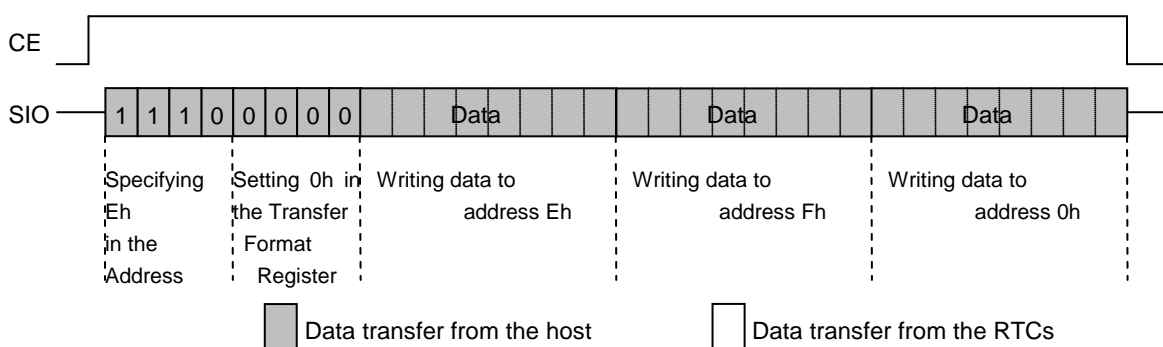 CE
SIO 1 1 1 0 0 0 0 0 Data Data Data
Specifying Setting 0h in Writing data to Writing data to Writing data to
Eh the Transfer address Eh address Fh address 0h
in the Format
Address Register
Data transfer from the host Data transfer from the RTCs